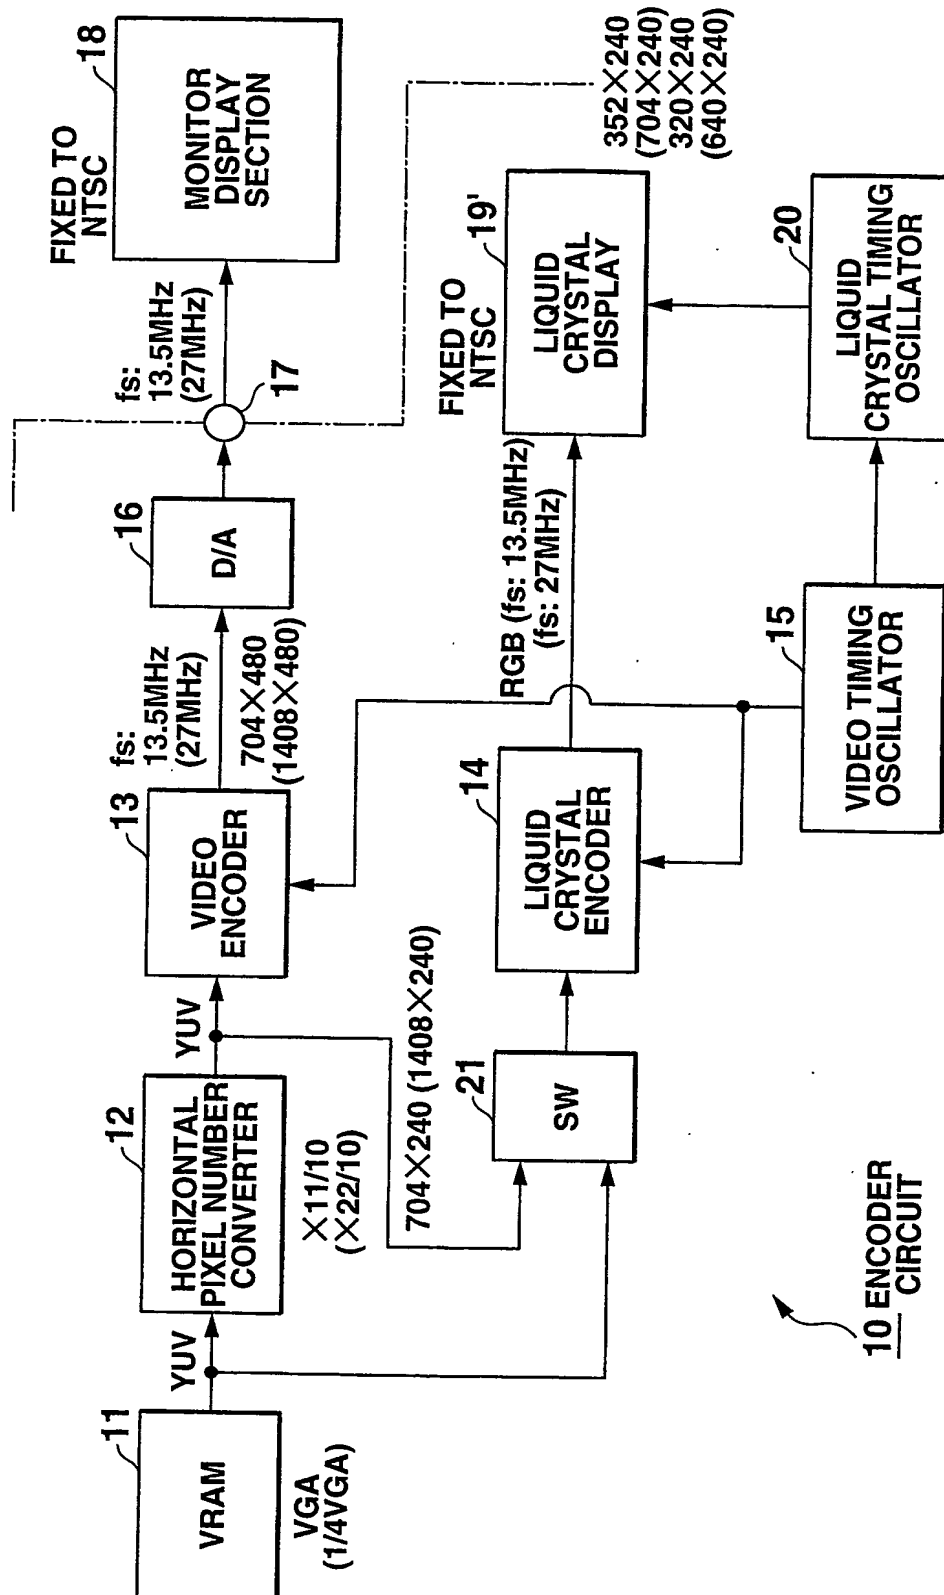 11
VRAM
VGA
(1/4VGA)
YUV
12
HORIZONTAL
PIXEL NUMBER
CONVERTER
×11/10
(×22/10)
YUV
13
VIDEO
ENCODER
fs:
13.5MHz
(27MHz)
704×480
(1408×480)
16
D/A
17
fs:
13.5MHz
(27MHz)
FIXED TO
NTSC
18
MONITOR
DISPLAY
SECTION
704×240 (1408×240)
21
SW
14
LIQUID
CRYSTAL
ENCODER
RGB (fs: 13.5MHz)
(fs: 27MHz)
FIXED TO
NTSC
19'
LIQUID
CRYSTAL
DISPLAY
352×240
(704×240)
320×240
(640×240)
15
VIDEO TIMING
OSCILLATOR
20
LIQUID
CRYSTAL TIMING
OSCILLATOR
10 ENCODER
CIRCUIT